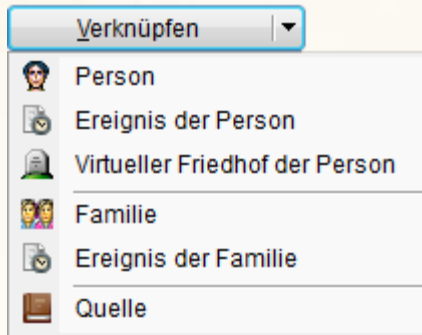 Verknüpfen
Person
Ereignis der Person
Virtueller Friedhof der Person
Familie
Ereignis der Familie
Quelle